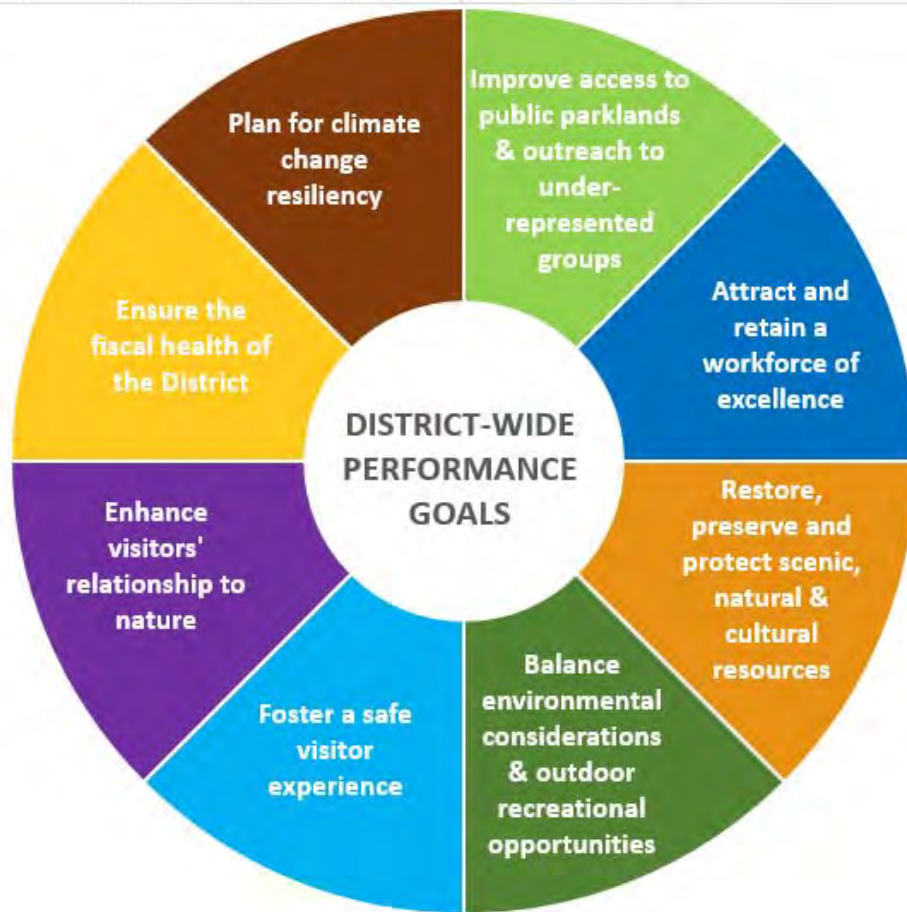 Improve access to
public parklands
& outreach to
under-
represented
groups
Attract and
retain a
workforce of
excellence
Restore,
preserve and
protect scenic,
natural &
cultural
resources
Balance
environmental
considerations
& outdoor
recreational
opportunities
Foster a safe
visitor
experience
Enhance
visitors'
relationship to
nature
Ensure the
fiscal health of
the District
Plan for climate
change
resiliency
DISTRICT-WIDE
PERFORMANCE
GOALS